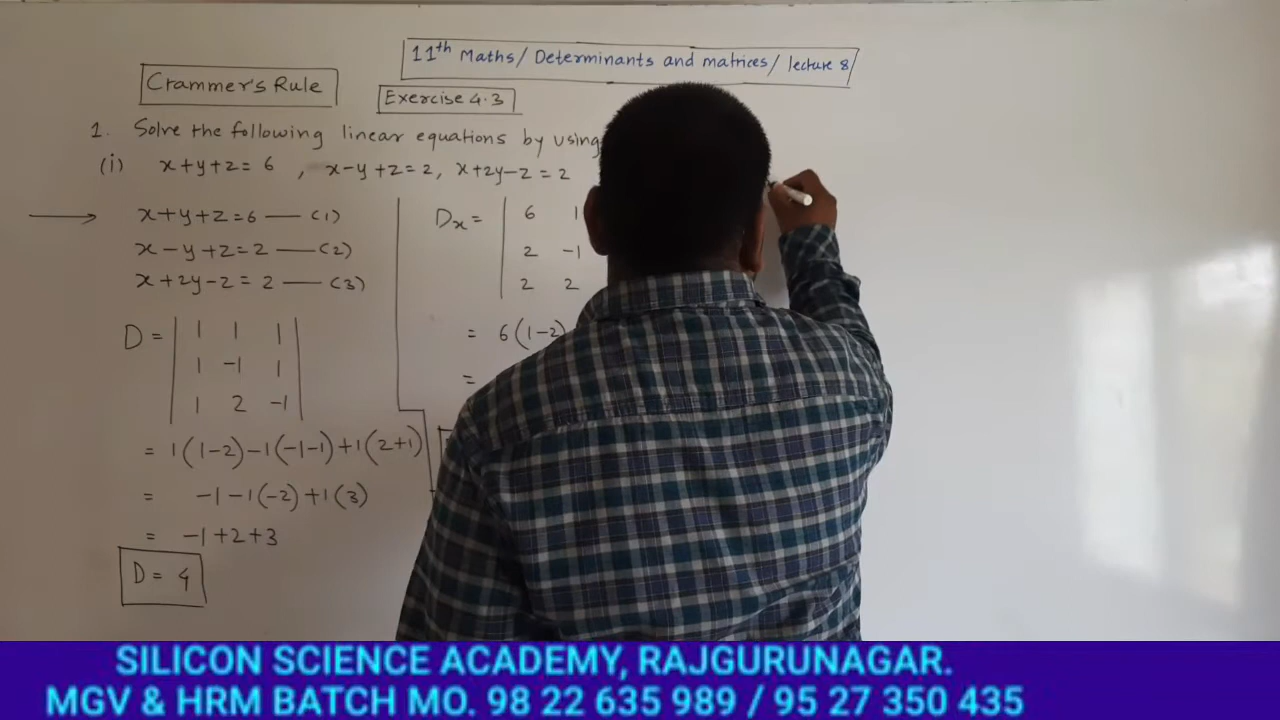 11th Maths/ Determinants and matrices/ lecture 8/
Crammer's Rule
Exercise 4.3
1. Solve the following linear equations by using
(i) x+y+z= 6 , x-y+z=2, x+2y-z = 2
x+y+z=6 — (1)
x-y+z=2 — (2)
x+2y-z = 2 — (3)
D = | 1 1 1 |
| 1 -1 1 |
| 1 2 -1 |
= 1(1-2)-1(-1-1)+1(2+1)
= -1-1(-2)+1(3)
= -1+2+3
D = 4
Dx = | 6 1
2 -1
2 2
= 6(1-2)
=
SILICON SCIENCE ACADEMY, RAJGURUNAGAR.
MGV & HRM BATCH MO. 98 22 635 989 / 95 27 350 435